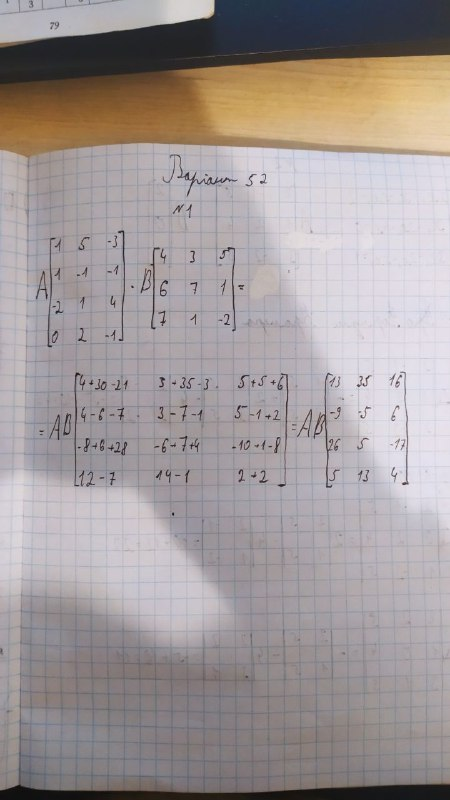 79
Варіант 52
№1
A [1 5 -3
1 -1 -1
-2 1 4
0 2 -1] · B [4 3 5
6 7 1
7 1 -2] =
= AB [4+30-21 3+35-3 5+5+6
4-6-7 3-7-1 5-1+2
-8+6+28 -6+7+4 -10+1-8
12-7 14-1 2+2] = AB [13 35 16
-9 -5 6
26 5 -17
5 13 4]